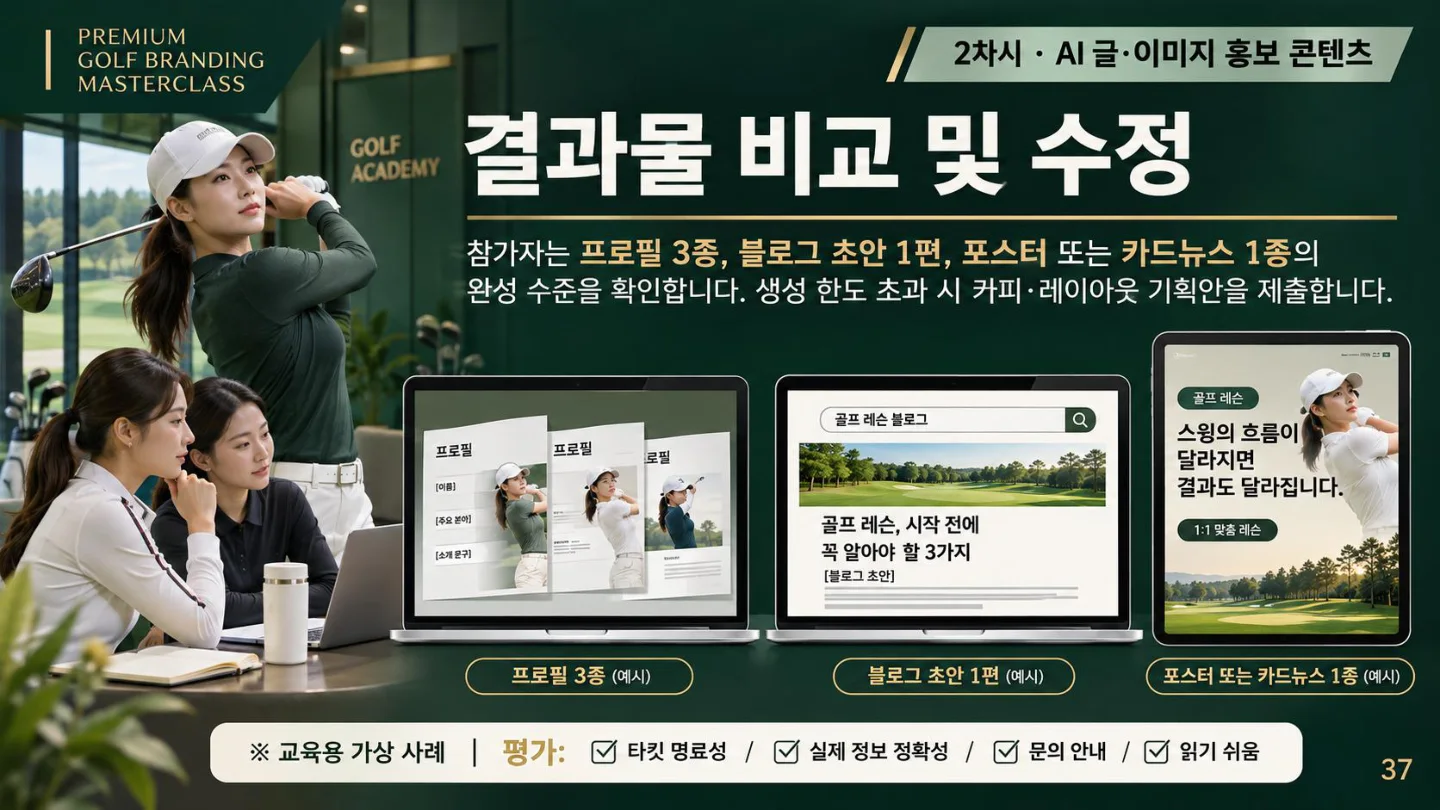 PREMIUM
GOLF BRANDING
MASTERCLASS
2차시 · AI 글·이미지 홍보 콘텐츠
GOLF
ACADEMY
결과물 비교 및 수정
참가자는 프로필 3종, 블로그 초안 1편, 포스터 또는 카드뉴스 1종의
완성 수준을 확인합니다. 생성 한도 초과 시 카피·레이아웃 기획안을 제출합니다.
프로필
[이름]
[주요 분야]
[소개 문구]
프로필
로필
골프 레슨 블로그
골프 레슨, 시작 전에
꼭 알아야 할 3가지
[블로그 초안]
골프 레슨
스윙의 흐름이
달라지면
결과도 달라집니다.
1:1 맞춤 레슨
프로필 3종 (예시)
블로그 초안 1편 (예시)
포스터 또는 카드뉴스 1종 (예시)
※ 교육용 가상 사례 | 평가: 타킷 명료성 / 실제 정보 정확성 / 문의 안내 / 읽기 쉬움
37